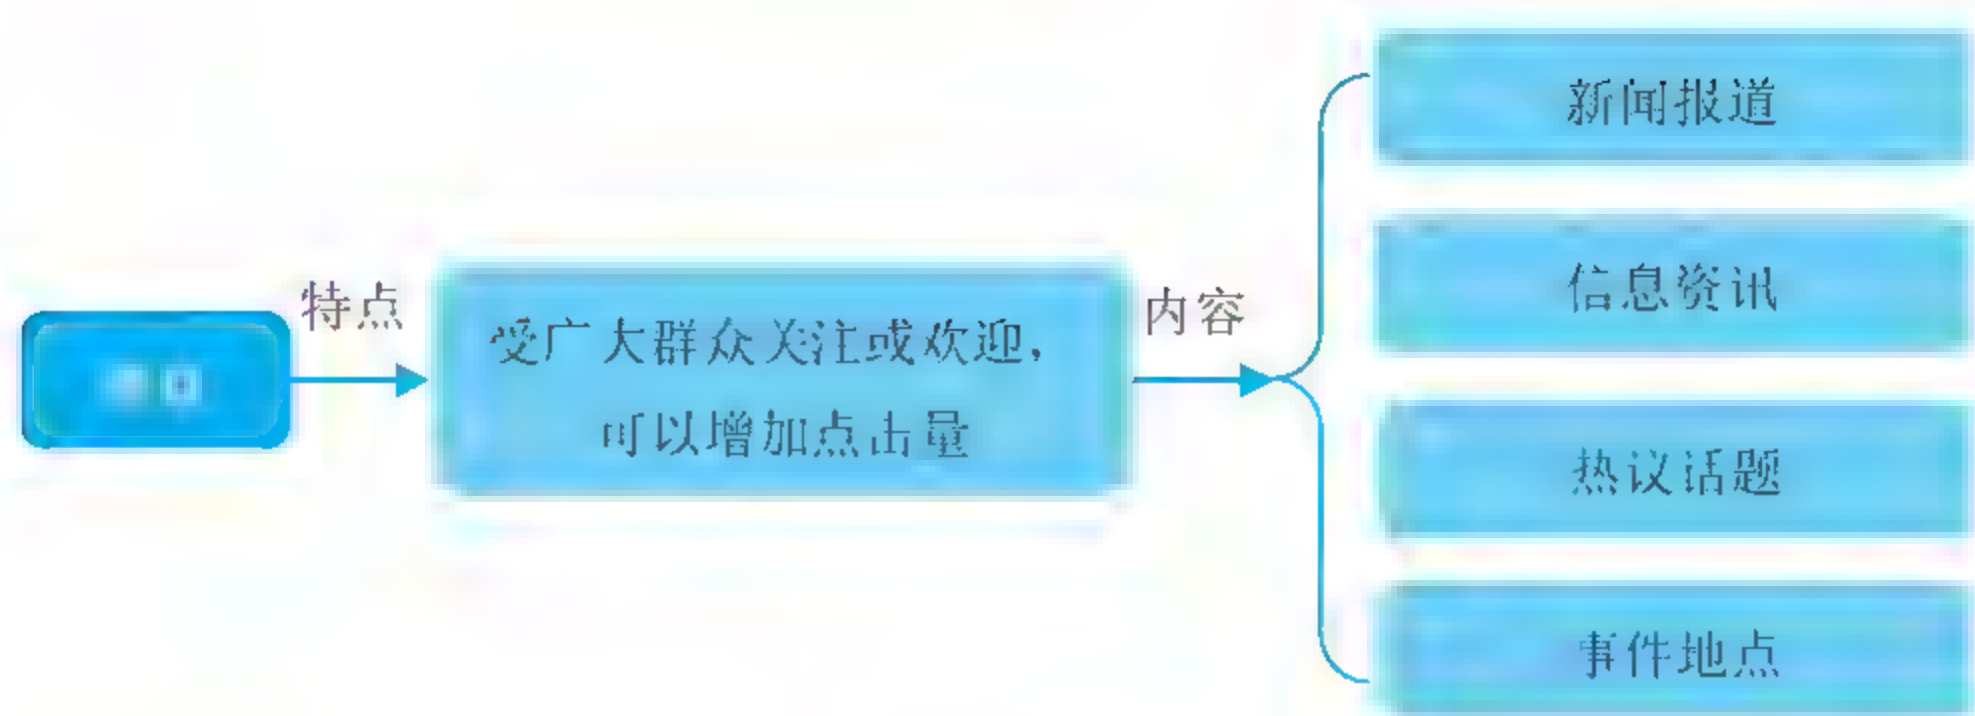 特点
受广大群众关注或欢迎，
可以增加点击量
内容
新闻报道
信息资讯
热议话题
事件地点